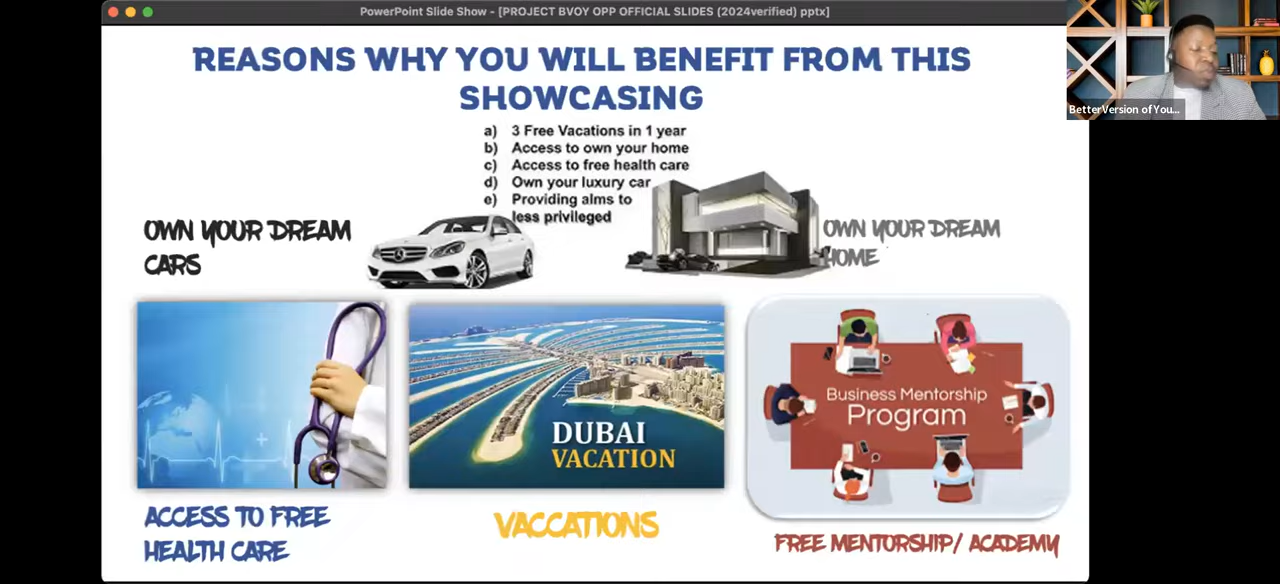 PowerPoint Slide Show - [PROJECT BVOY OPP OFFICIAL SLIDES (2024verified) pptx]
REASONS WHY YOU WILL BENEFIT FROM THIS
SHOWCASING
a) 3 Free Vacations in 1 year
b) Access to own your home
c) Access to free health care
d) Own your luxury car
e) Providing alms to
less privileged
OWN YOUR DREAM
CARS
OWN YOUR DREAM
HOME
DUBAI
VACATION
Business Mentorship
Program
ACCESS TO FREE
HEALTH CARE
VACCATIONS
FREE MENTORSHIP/ ACADEMY
BetterVersion of You...